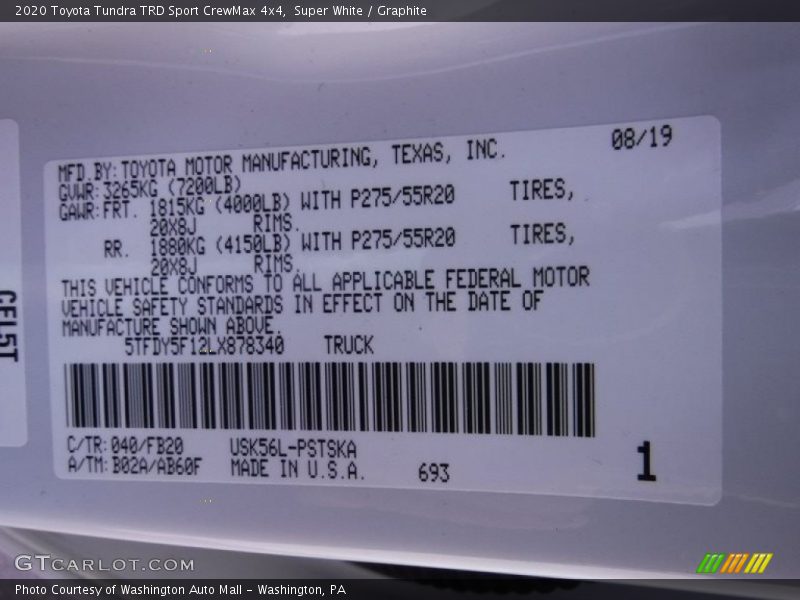 2020 Toyota Tundra TRD Sport CrewMax 4x4, Super White / Graphite
08/19
MFD.BY:TOYOTA MOTOR MANUFACTURING, TEXAS, INC.
GVWR:3265KG (7200LB)
GAWR:FRT. 1815KG (4000LB) WITH P275/55R20 TIRES,
20X8J RIMS.
RR. 1880KG (4150LB) WITH P275/55R20 TIRES,
20X8J RIMS.
THIS VEHICLE CONFORMS TO ALL APPLICABLE FEDERAL MOTOR
VEHICLE SAFETY STANDARDS IN EFFECT ON THE DATE OF
MANUFACTURE SHOWN ABOVE.
5TFDY5F12LX878340 TRUCK
C/TR:040/FB20 USK56L-PSTSKA
A/TM:B02A/AB60F MADE IN U.S.A. 693
1
GTCARLOT.COM
Photo Courtesy of Washington Auto Mall - Washington, PA